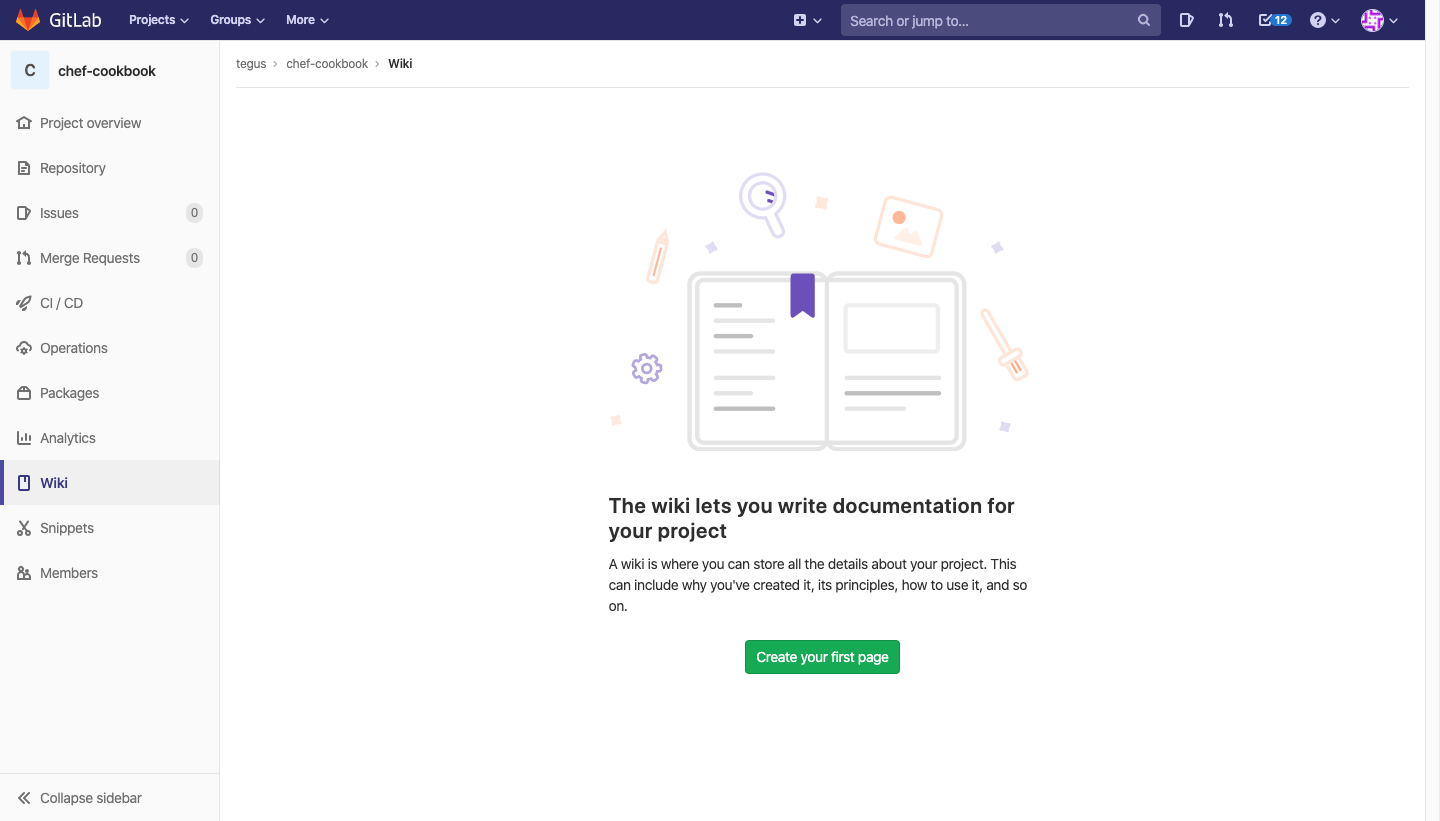 GitLab
Projects
Groups
More
Search or jump to...
12
C
chef-cookbook
Project overview
Repository
Issues
0
Merge Requests
0
CI / CD
Operations
Packages
Analytics
Wiki
Snippets
Members
Collapse sidebar
tegus > chef-cookbook > Wiki
The wiki lets you write documentation for
your project
A wiki is where you can store all the details about your project. This
can include why you've created it, its principles, how to use it, and so
on.
Create your first page